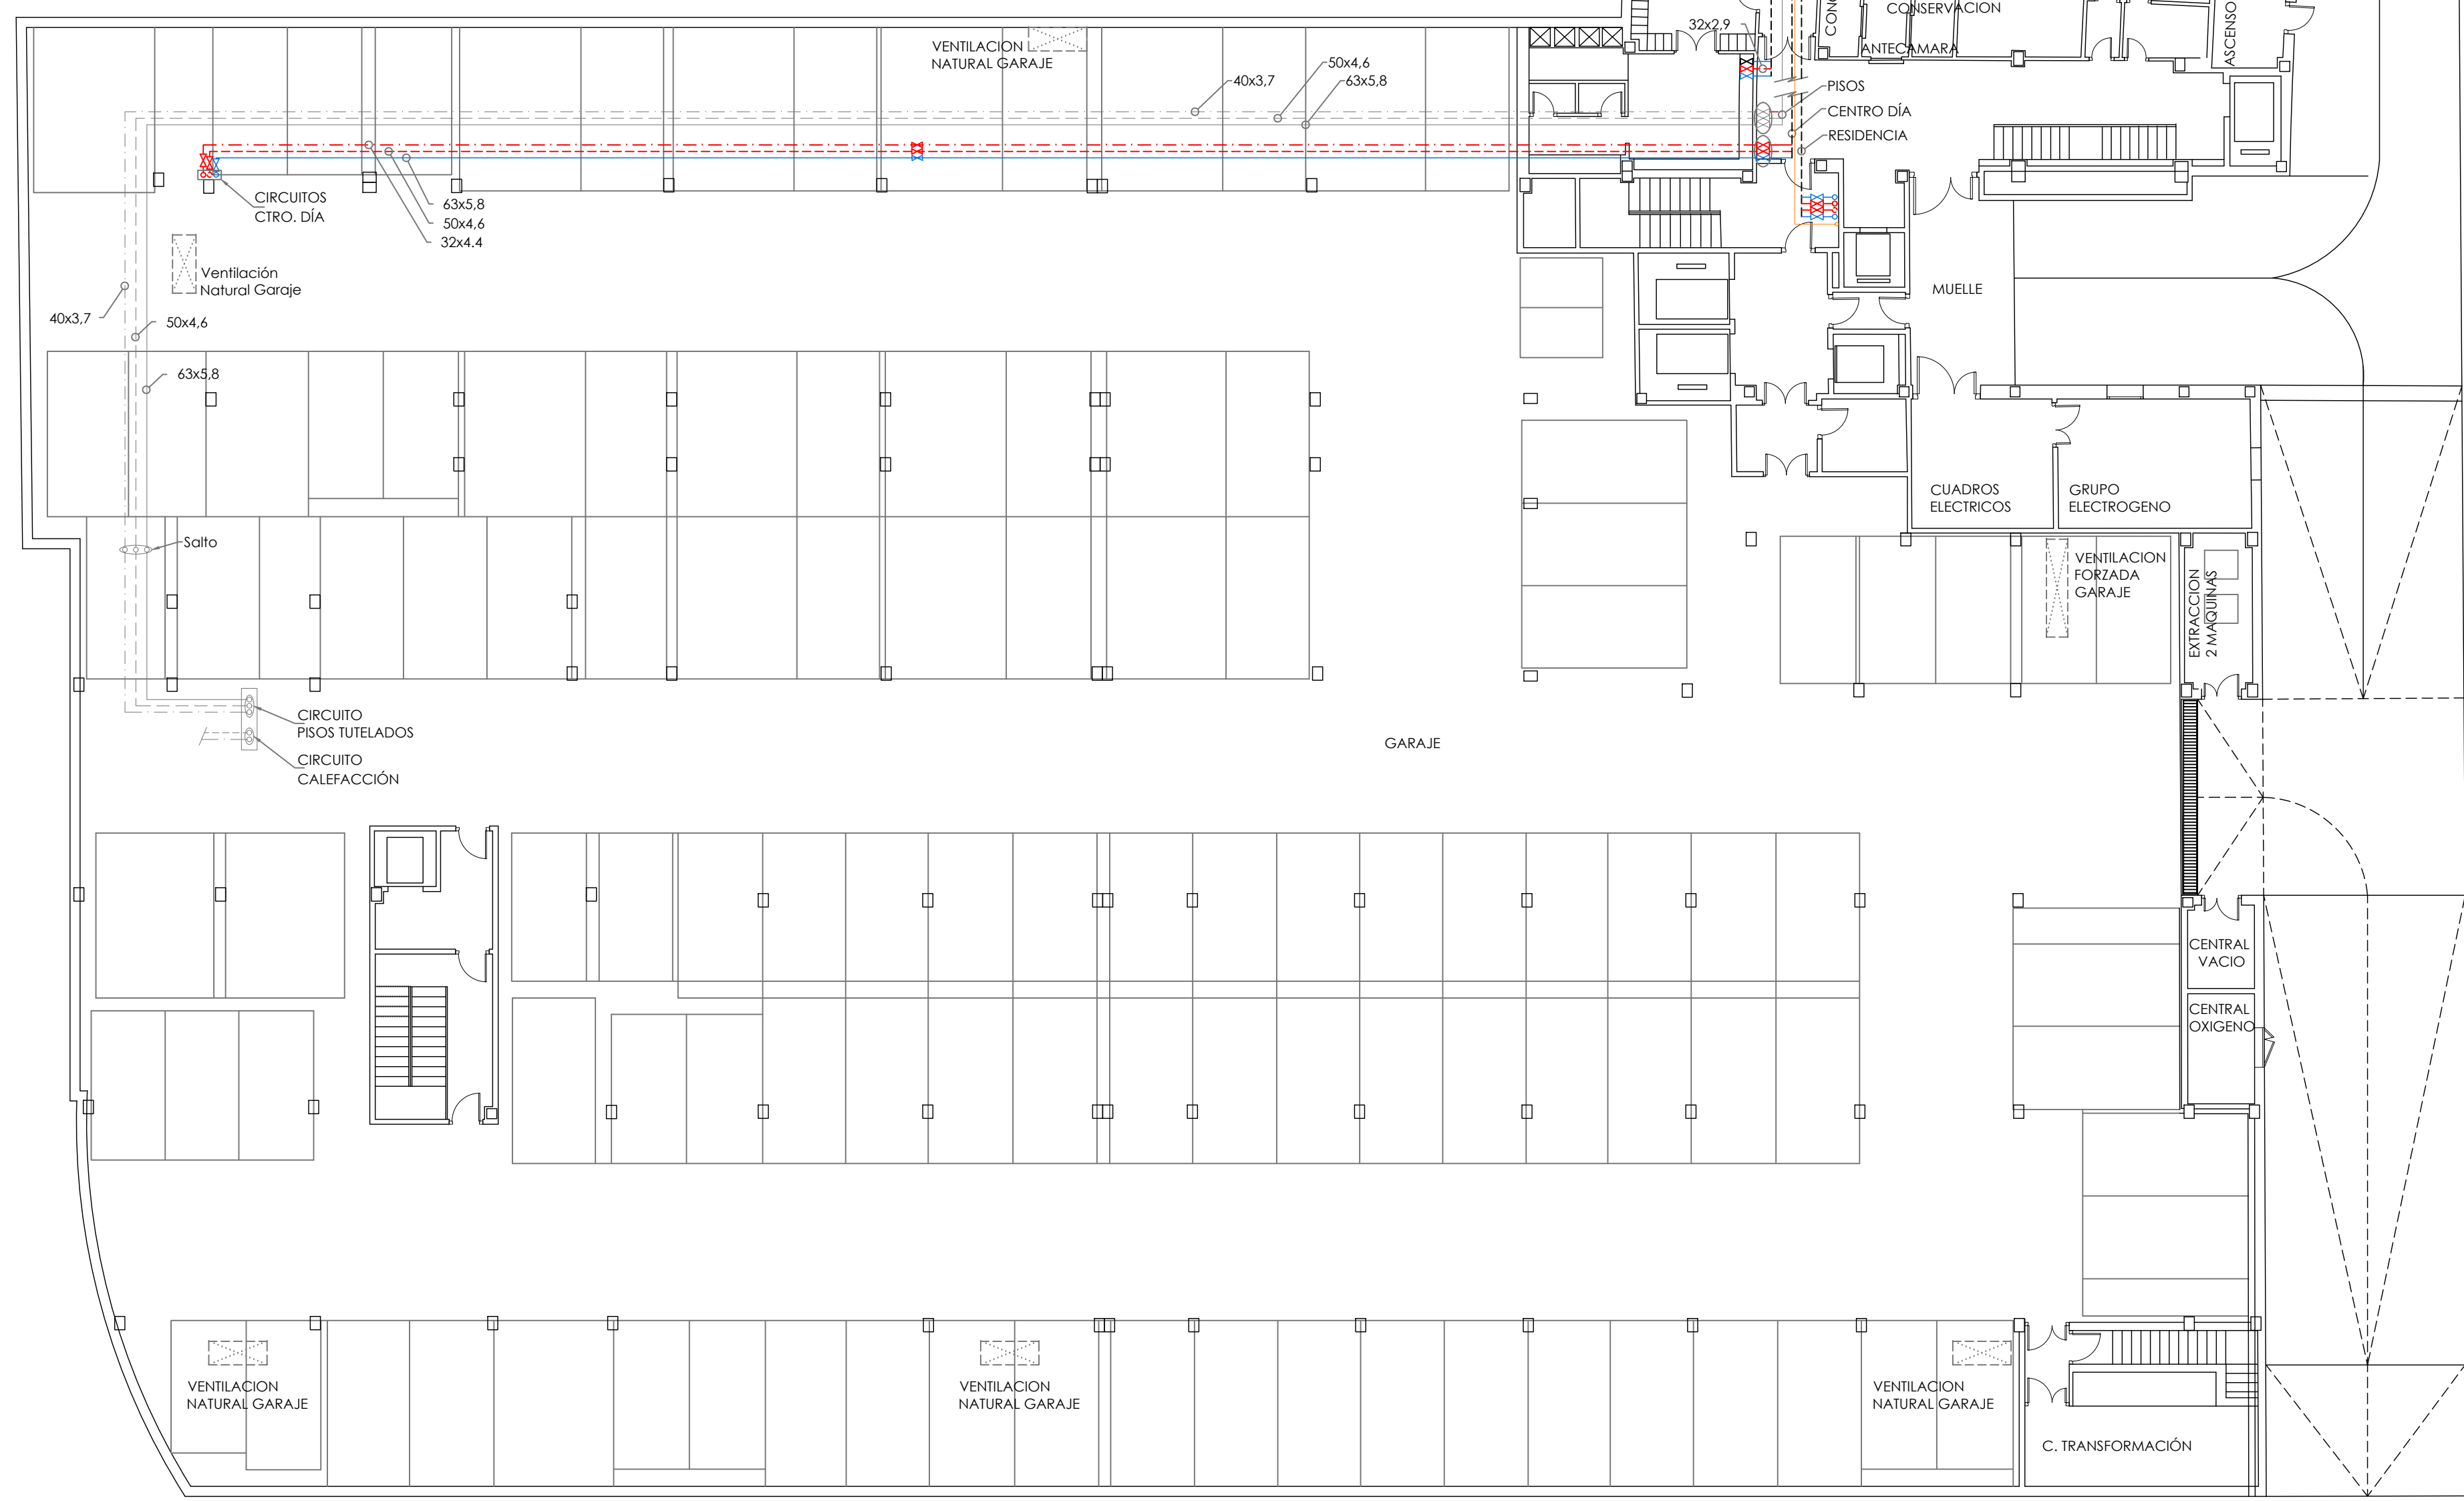 CONSERVACION
ASCENSO
32x2,9
VENTILACION
NATURAL GARAJE
ANTECAMARA
50x4,6
40x3,7
63x5,8
PISOS
CENTRO DÍA
RESIDENCIA
CIRCUITOS
CTRO. DÍA
63x5,8
50x4,6
32x4.4
Ventilación
Natural Garaje
MUELLE
40x3,7
50x4,6
63x5,8
CUADROS
ELECTRICOS
GRUPO
ELECTROGENO
Salto
VENTILACION
FORZADA
GARAJE
EXTRACCION
2 MAQUINAS
CIRCUITO
PISOS TUTELADOS
CIRCUITO
CALEFACCIÓN
GARAJE
CENTRAL
VACIO
CENTRAL
OXIGENO
VENTILACION
NATURAL GARAJE
VENTILACION
NATURAL GARAJE
VENTILACION
NATURAL GARAJE
C. TRANSFORMACIÓN